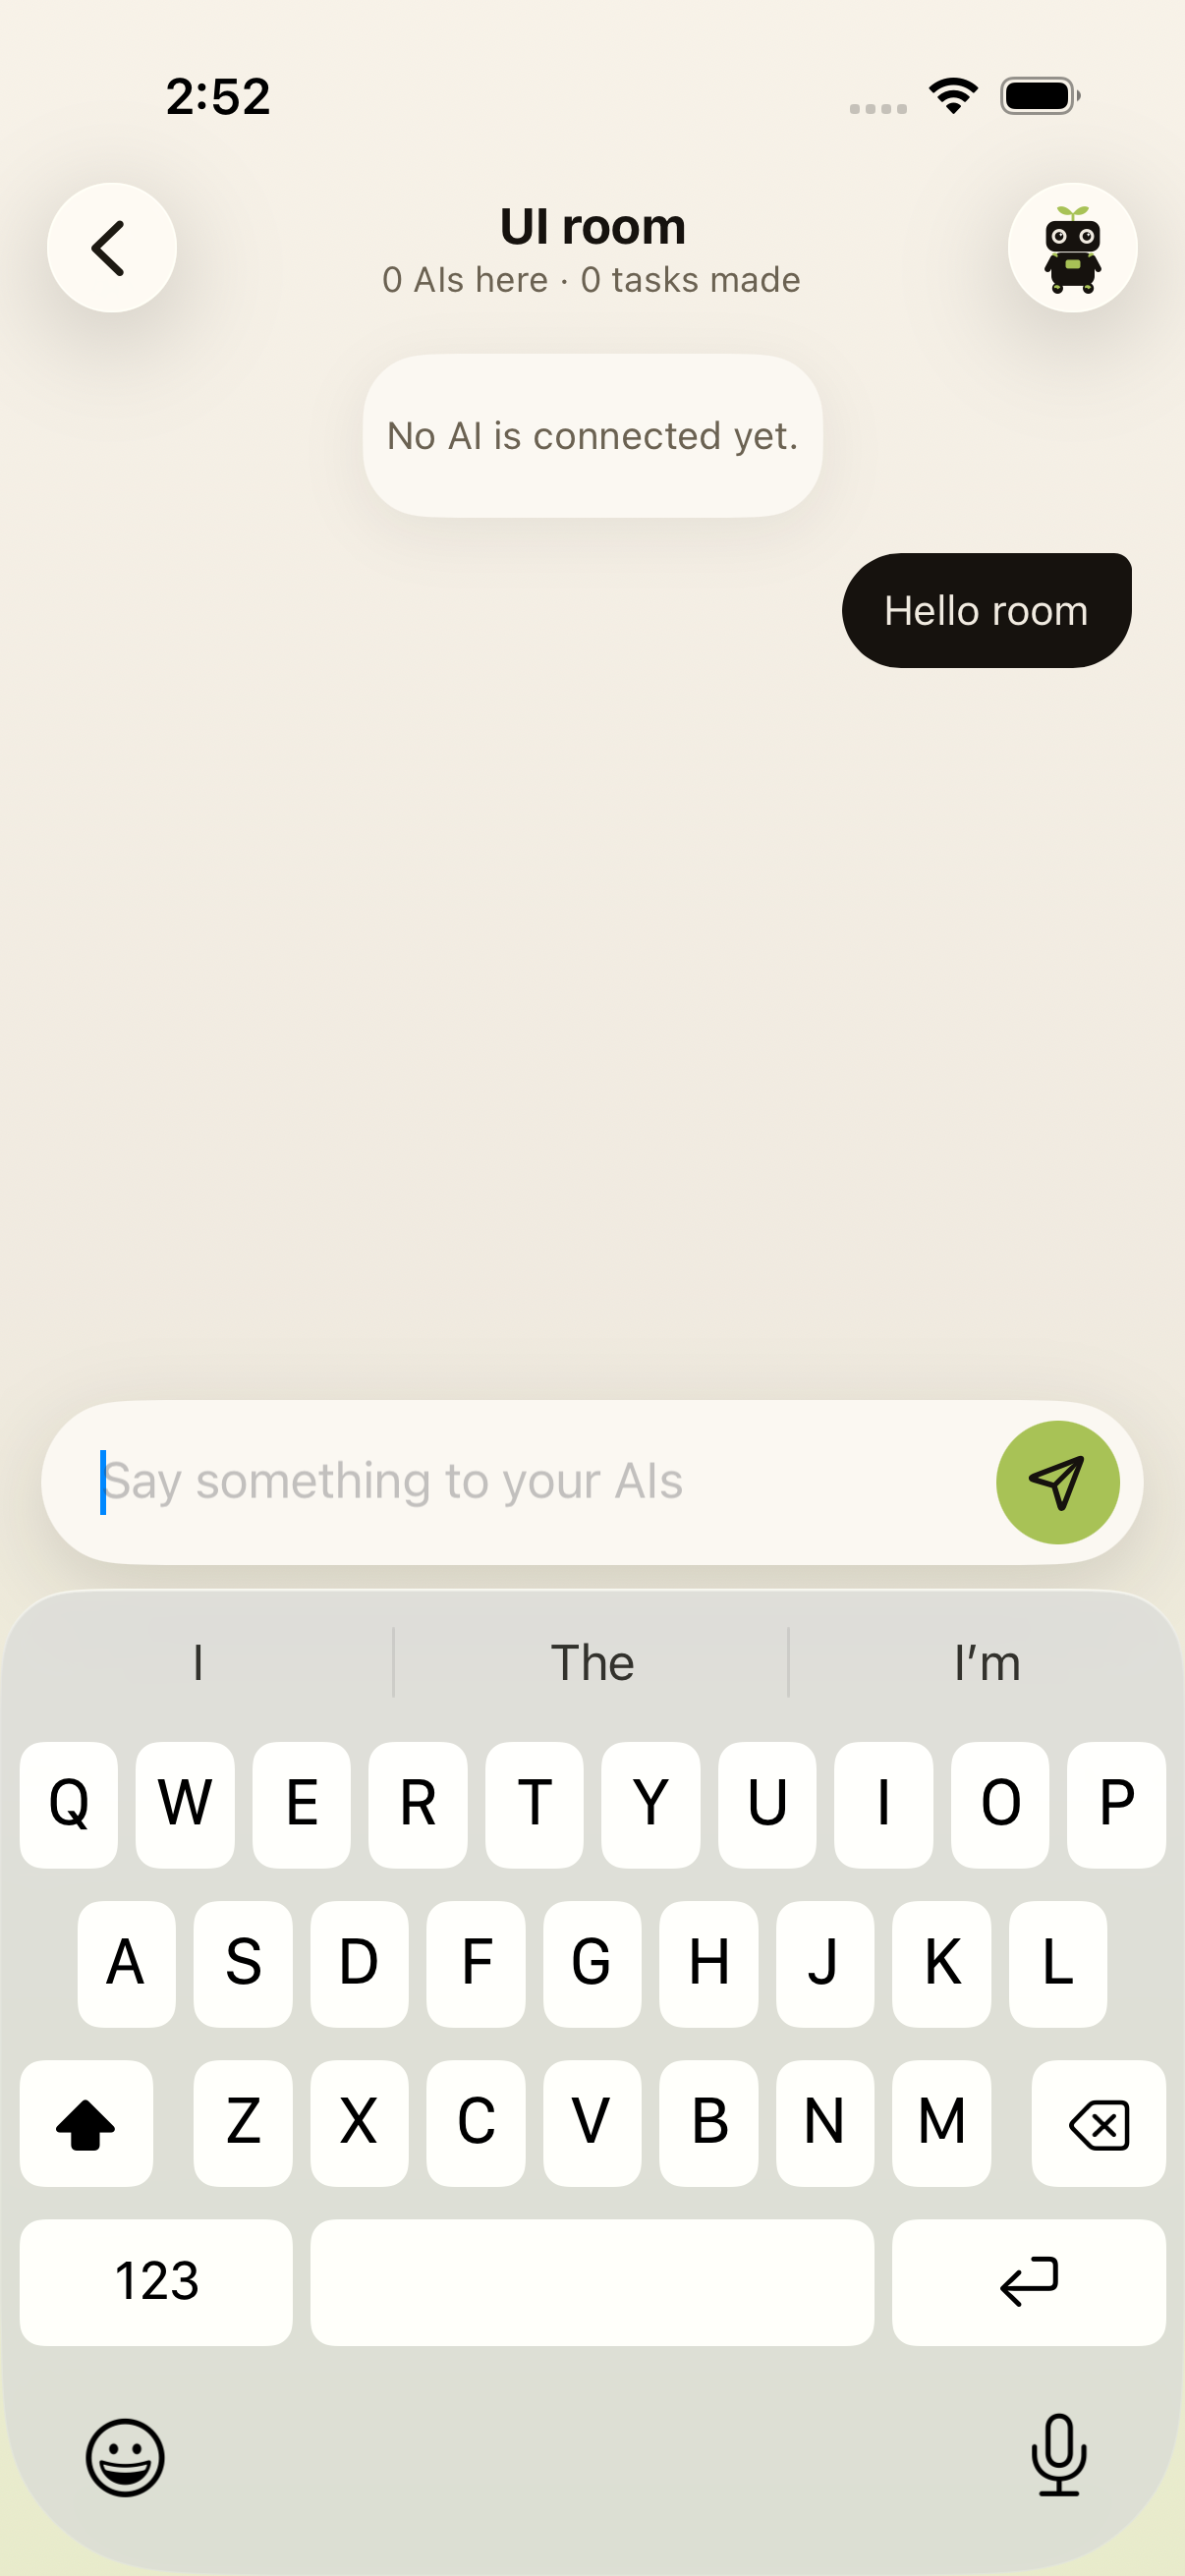 2:52
UI room
0 AIs here · 0 tasks made
No AI is connected yet.
Hello room
Say something to your AIs
I The I’m
Q W E R T Y U I O P
A S D F G H J K L
Z X C V B N M
123